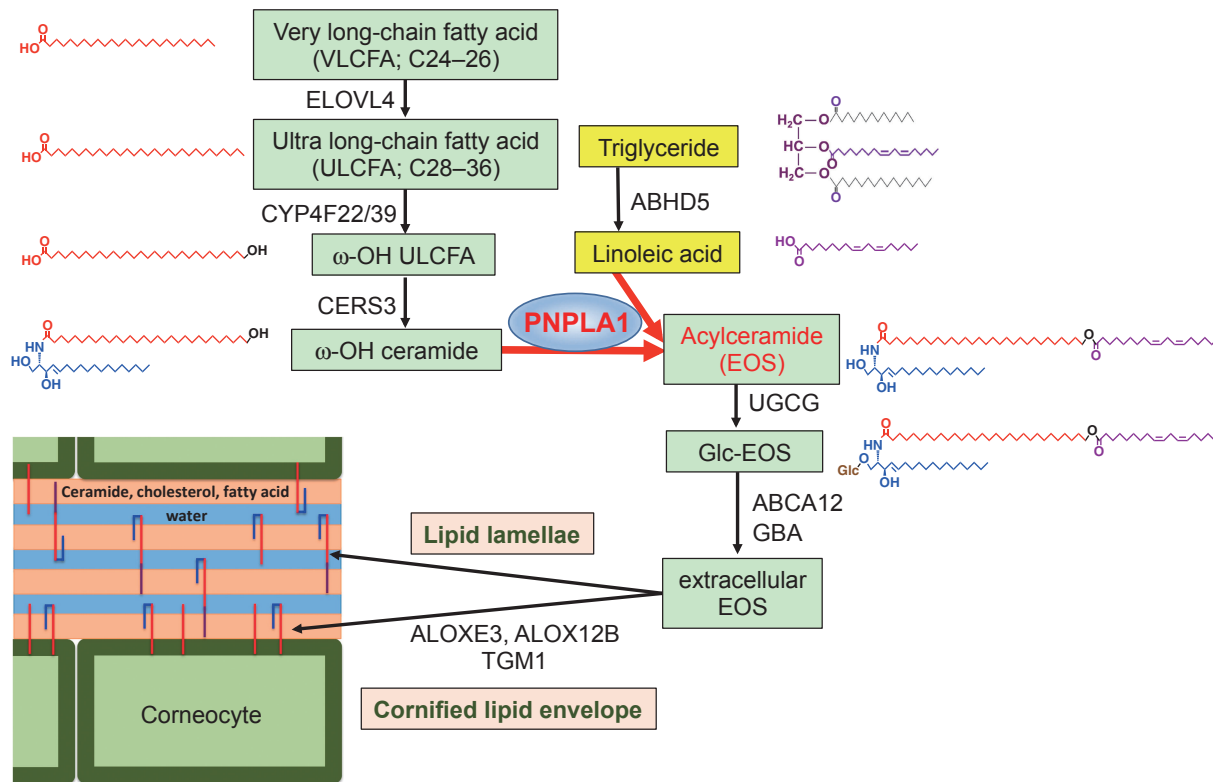 Very long-chain fatty acid
(VLCFA; C24–26)
O
HO
ELOVL4
Ultra long-chain fatty acid
(ULCFA; C28–36)
O
HO
Triglyceride
O
H₂C
O
HC
O
O
H₂C
O
O
CYP4F22/39
ABHD5
ω-OH ULCFA
O
HO
OH
Linoleic acid
HO
O
CERS3
PNPLA1
ω-OH ceramide
O
OH
HN
HO
OH
Acylceramide
(EOS)
O
O
HN
O
HO
OH
UGCG
Glc-EOS
O
O
HN
O
O
Glc
OH
ABCA12
GBA
extracellular
EOS
Ceramide, cholesterol, fatty acid
water
Lipid lamellae
ALOXE3, ALOX12B
TGM1
Cornified lipid envelope
Corneocyte